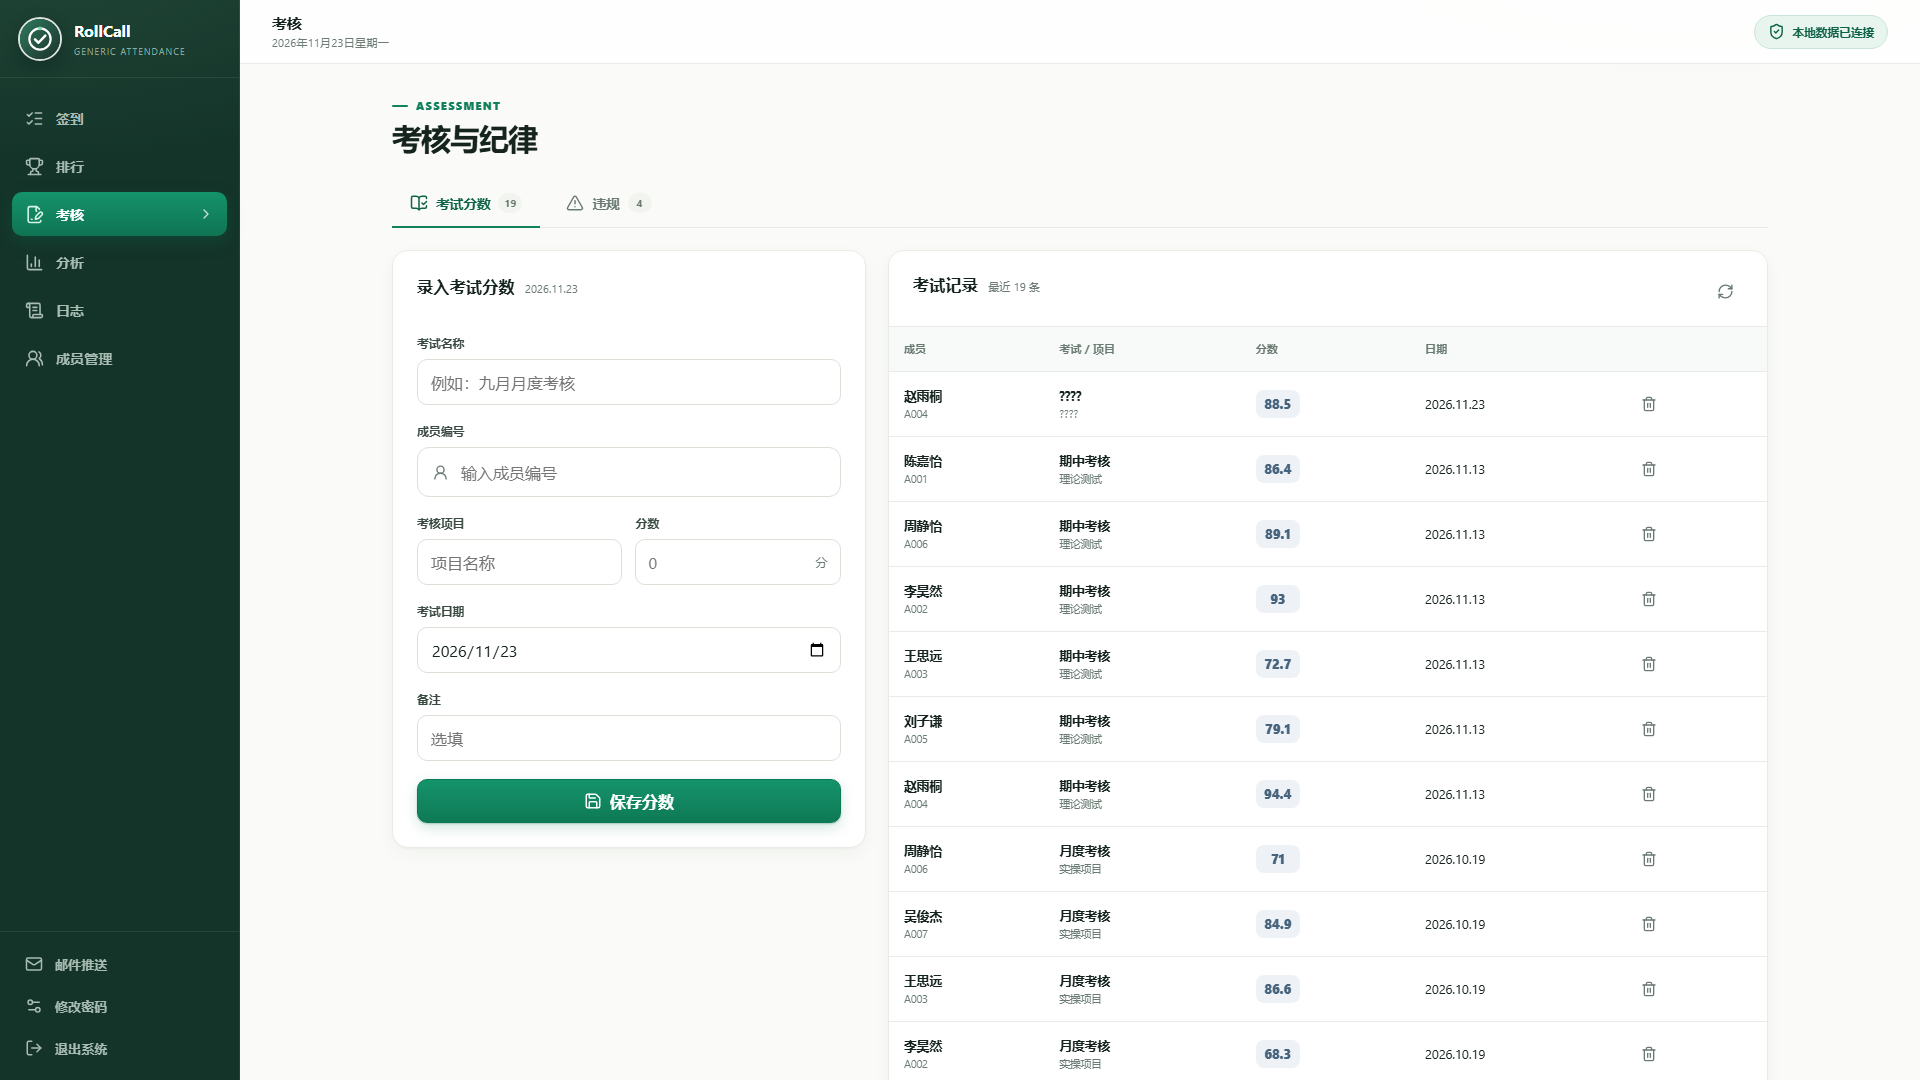 RollCall
GENERIC ATTENDANCE
签到
排行
考核
分析
日志
成员管理
邮件推送
修改密码
退出系统
考核
2026年11月23日星期一
本地数据已连接
ASSESSMENT
考核与纪律
考试分数 19
违规 4
录入考试分数 2026.11.23
考试名称
例如：九月月度考核
成员编号
输入成员编号
考核项目 分数
项目名称 0 分
考试日期
2026/11/23
备注
选填
保存分数
考试记录 最近 19 条
成员 考试 / 项目 分数 日期
赵雨桐 ???? 88.5 2026.11.23
A004 ????
陈嘉怡 期中考核 86.4 2026.11.13
A001 理论测试
周静怡 期中考核 89.1 2026.11.13
A006 理论测试
李昊然 期中考核 93 2026.11.13
A002 理论测试
王思远 期中考核 72.7 2026.11.13
A003 理论测试
刘子谦 期中考核 79.1 2026.11.13
A005 理论测试
赵雨桐 期中考核 94.4 2026.11.13
A004 理论测试
周静怡 月度考核 71 2026.10.19
A006 实操项目
吴俊杰 月度考核 84.9 2026.10.19
A007 实操项目
王思远 月度考核 86.6 2026.10.19
A003 实操项目
李昊然 月度考核 68.3 2026.10.19
A002 实操项目